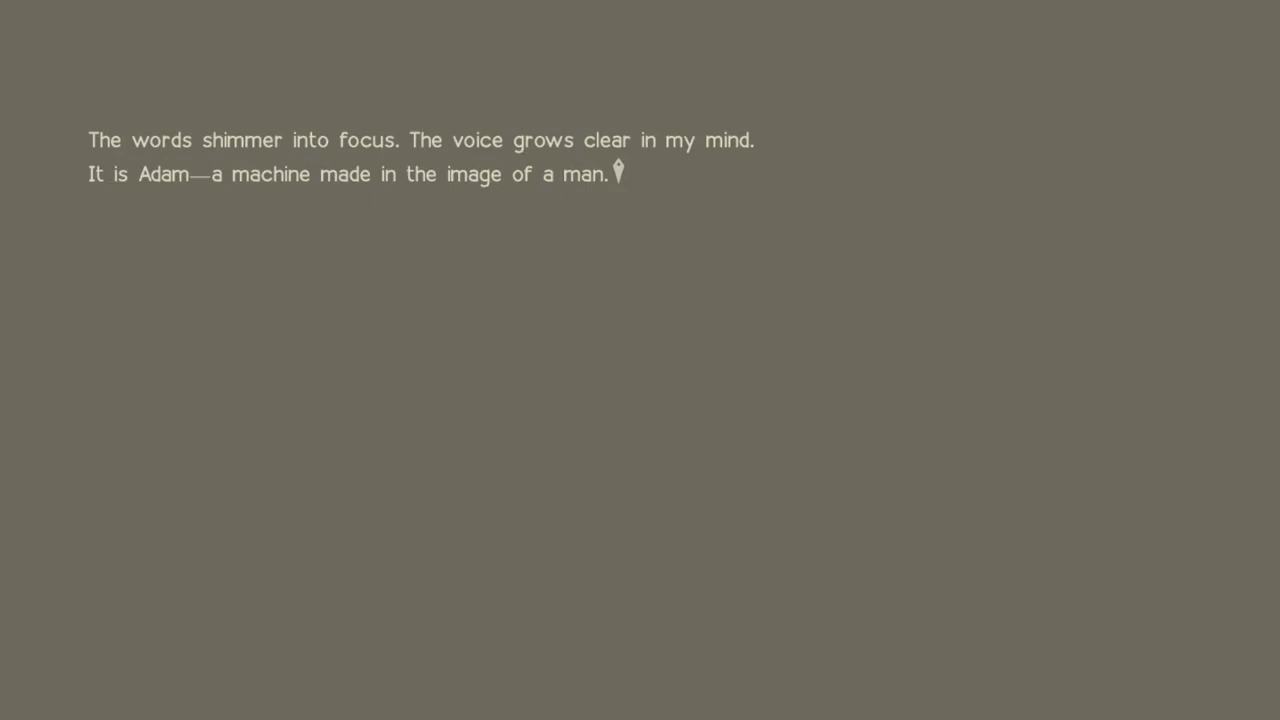 The words shimmer into focus. The voice grows clear in my mind.
It is Adam—a machine made in the image of a man.